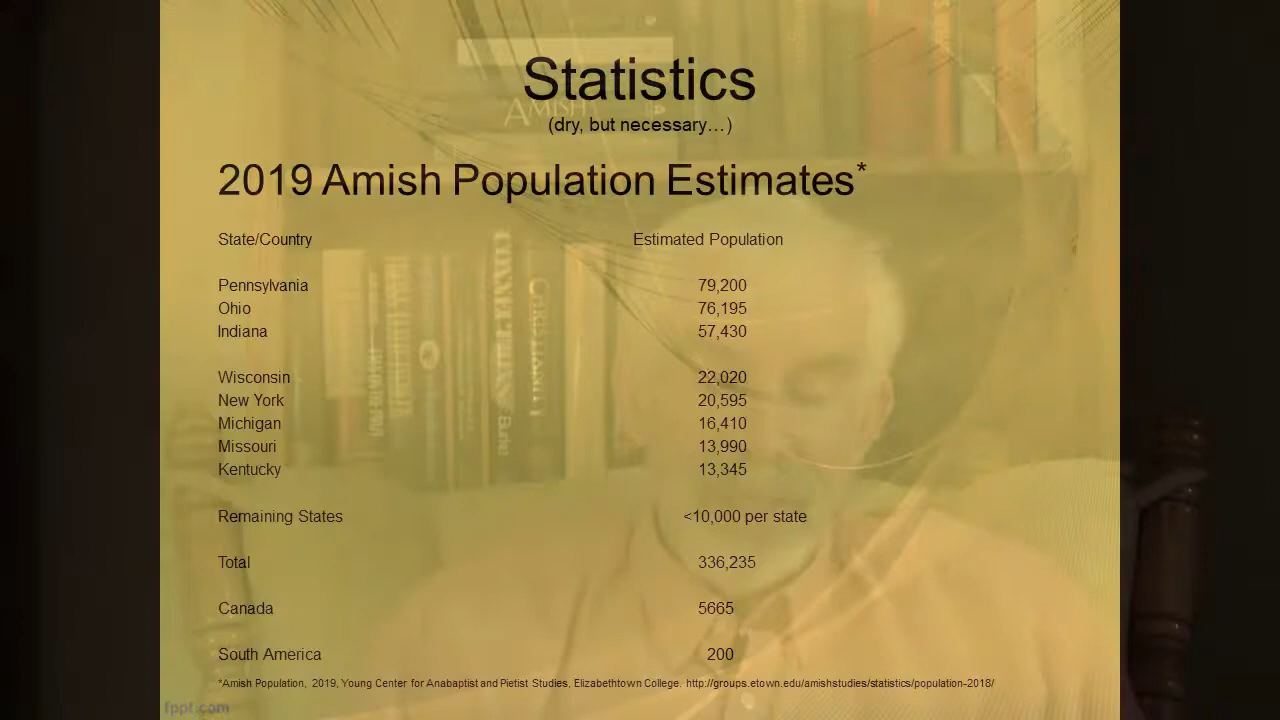 Statistics
(dry, but necessary…)
AMISH
2019 Amish Population Estimates*
State/Country Estimated Population
Pennsylvania 79,200
Ohio 76,195
Indiana 57,430
Wisconsin 22,020
New York 20,595
Michigan 16,410
Missouri 13,990
Kentucky 13,345
Remaining States <10,000 per state
Total 336,235
Canada 5665
South America 200
*Amish Population, 2019, Young Center for Anabaptist and Pietist Studies, Elizabethtown College. http://groups.etown.edu/amishstudies/statistics/population-2018/
fppt.com
Burke